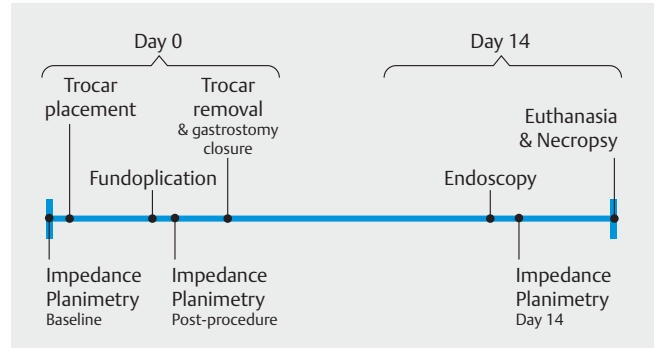 Day 0
Day 14
Trocar
placement
Trocar
removal
& gastrostomy
closure
Euthanasia
& Necropsy
Fundoplication
Endoscopy
Impedance
Planimetry
Baseline
Impedance
Planimetry
Post-procedure
Impedance
Planimetry
Day 14